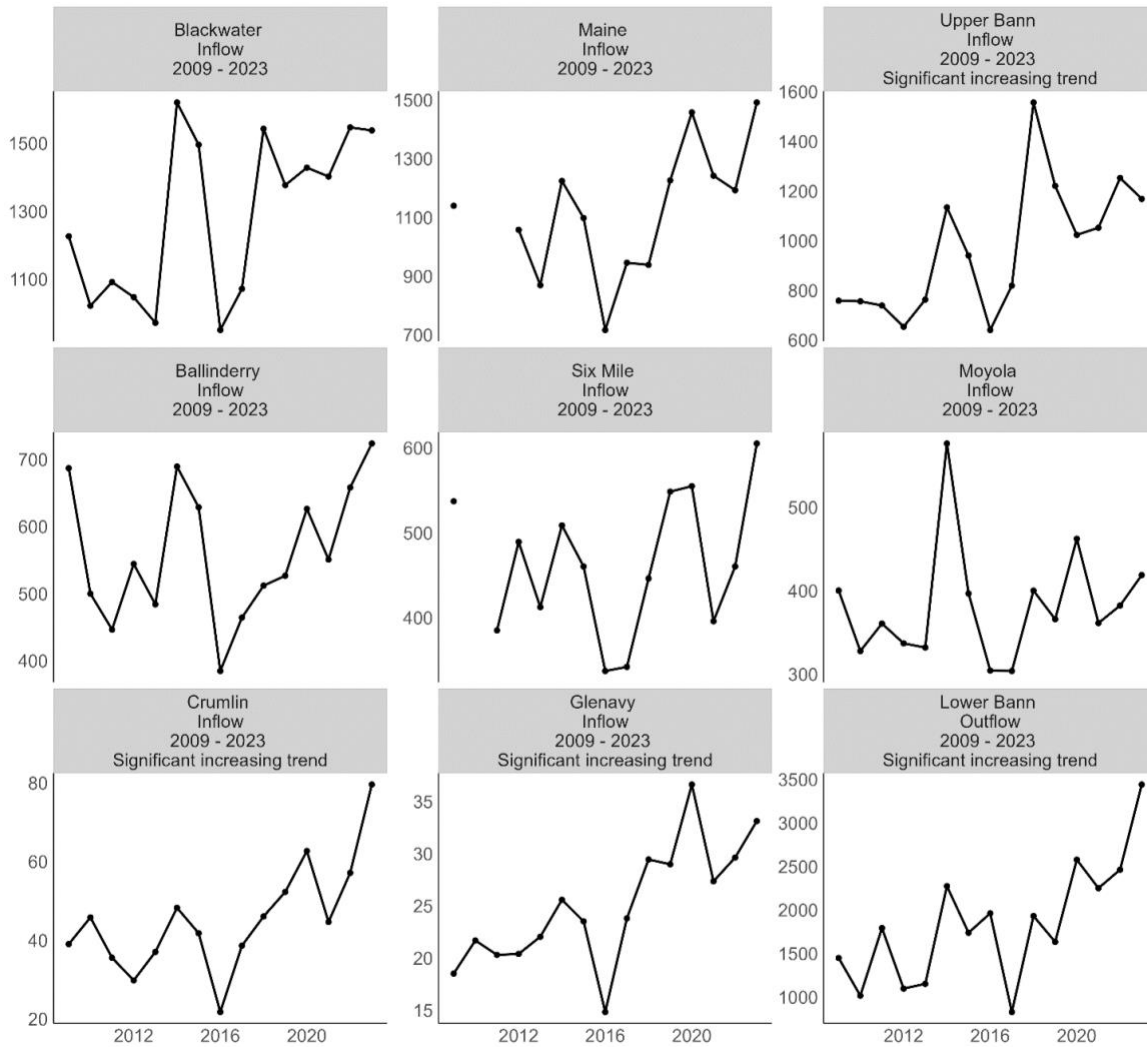 Blackwater
Inflow
2009 - 2023
Maine
Inflow
2009 - 2023
Upper Bann
Inflow
2009 - 2023
Significant increasing trend
1500
1300
1100
1500
1300
1100
900
700
1600
1400
1200
1000
800
600
Ballinderry
Inflow
2009 - 2023
Six Mile
Inflow
2009 - 2023
Moyola
Inflow
2009 - 2023
700
600
500
400
600
500
400
500
400
300
Crumlin
Inflow
2009 - 2023
Significant increasing trend
Glenavy
Inflow
2009 - 2023
Significant increasing trend
Lower Bann
Outflow
2009 - 2023
Significant increasing trend
80
60
40
20
35
30
25
20
15
3500
3000
2500
2000
1500
1000
2012 2016 2020
2012 2016 2020
2012 2016 2020